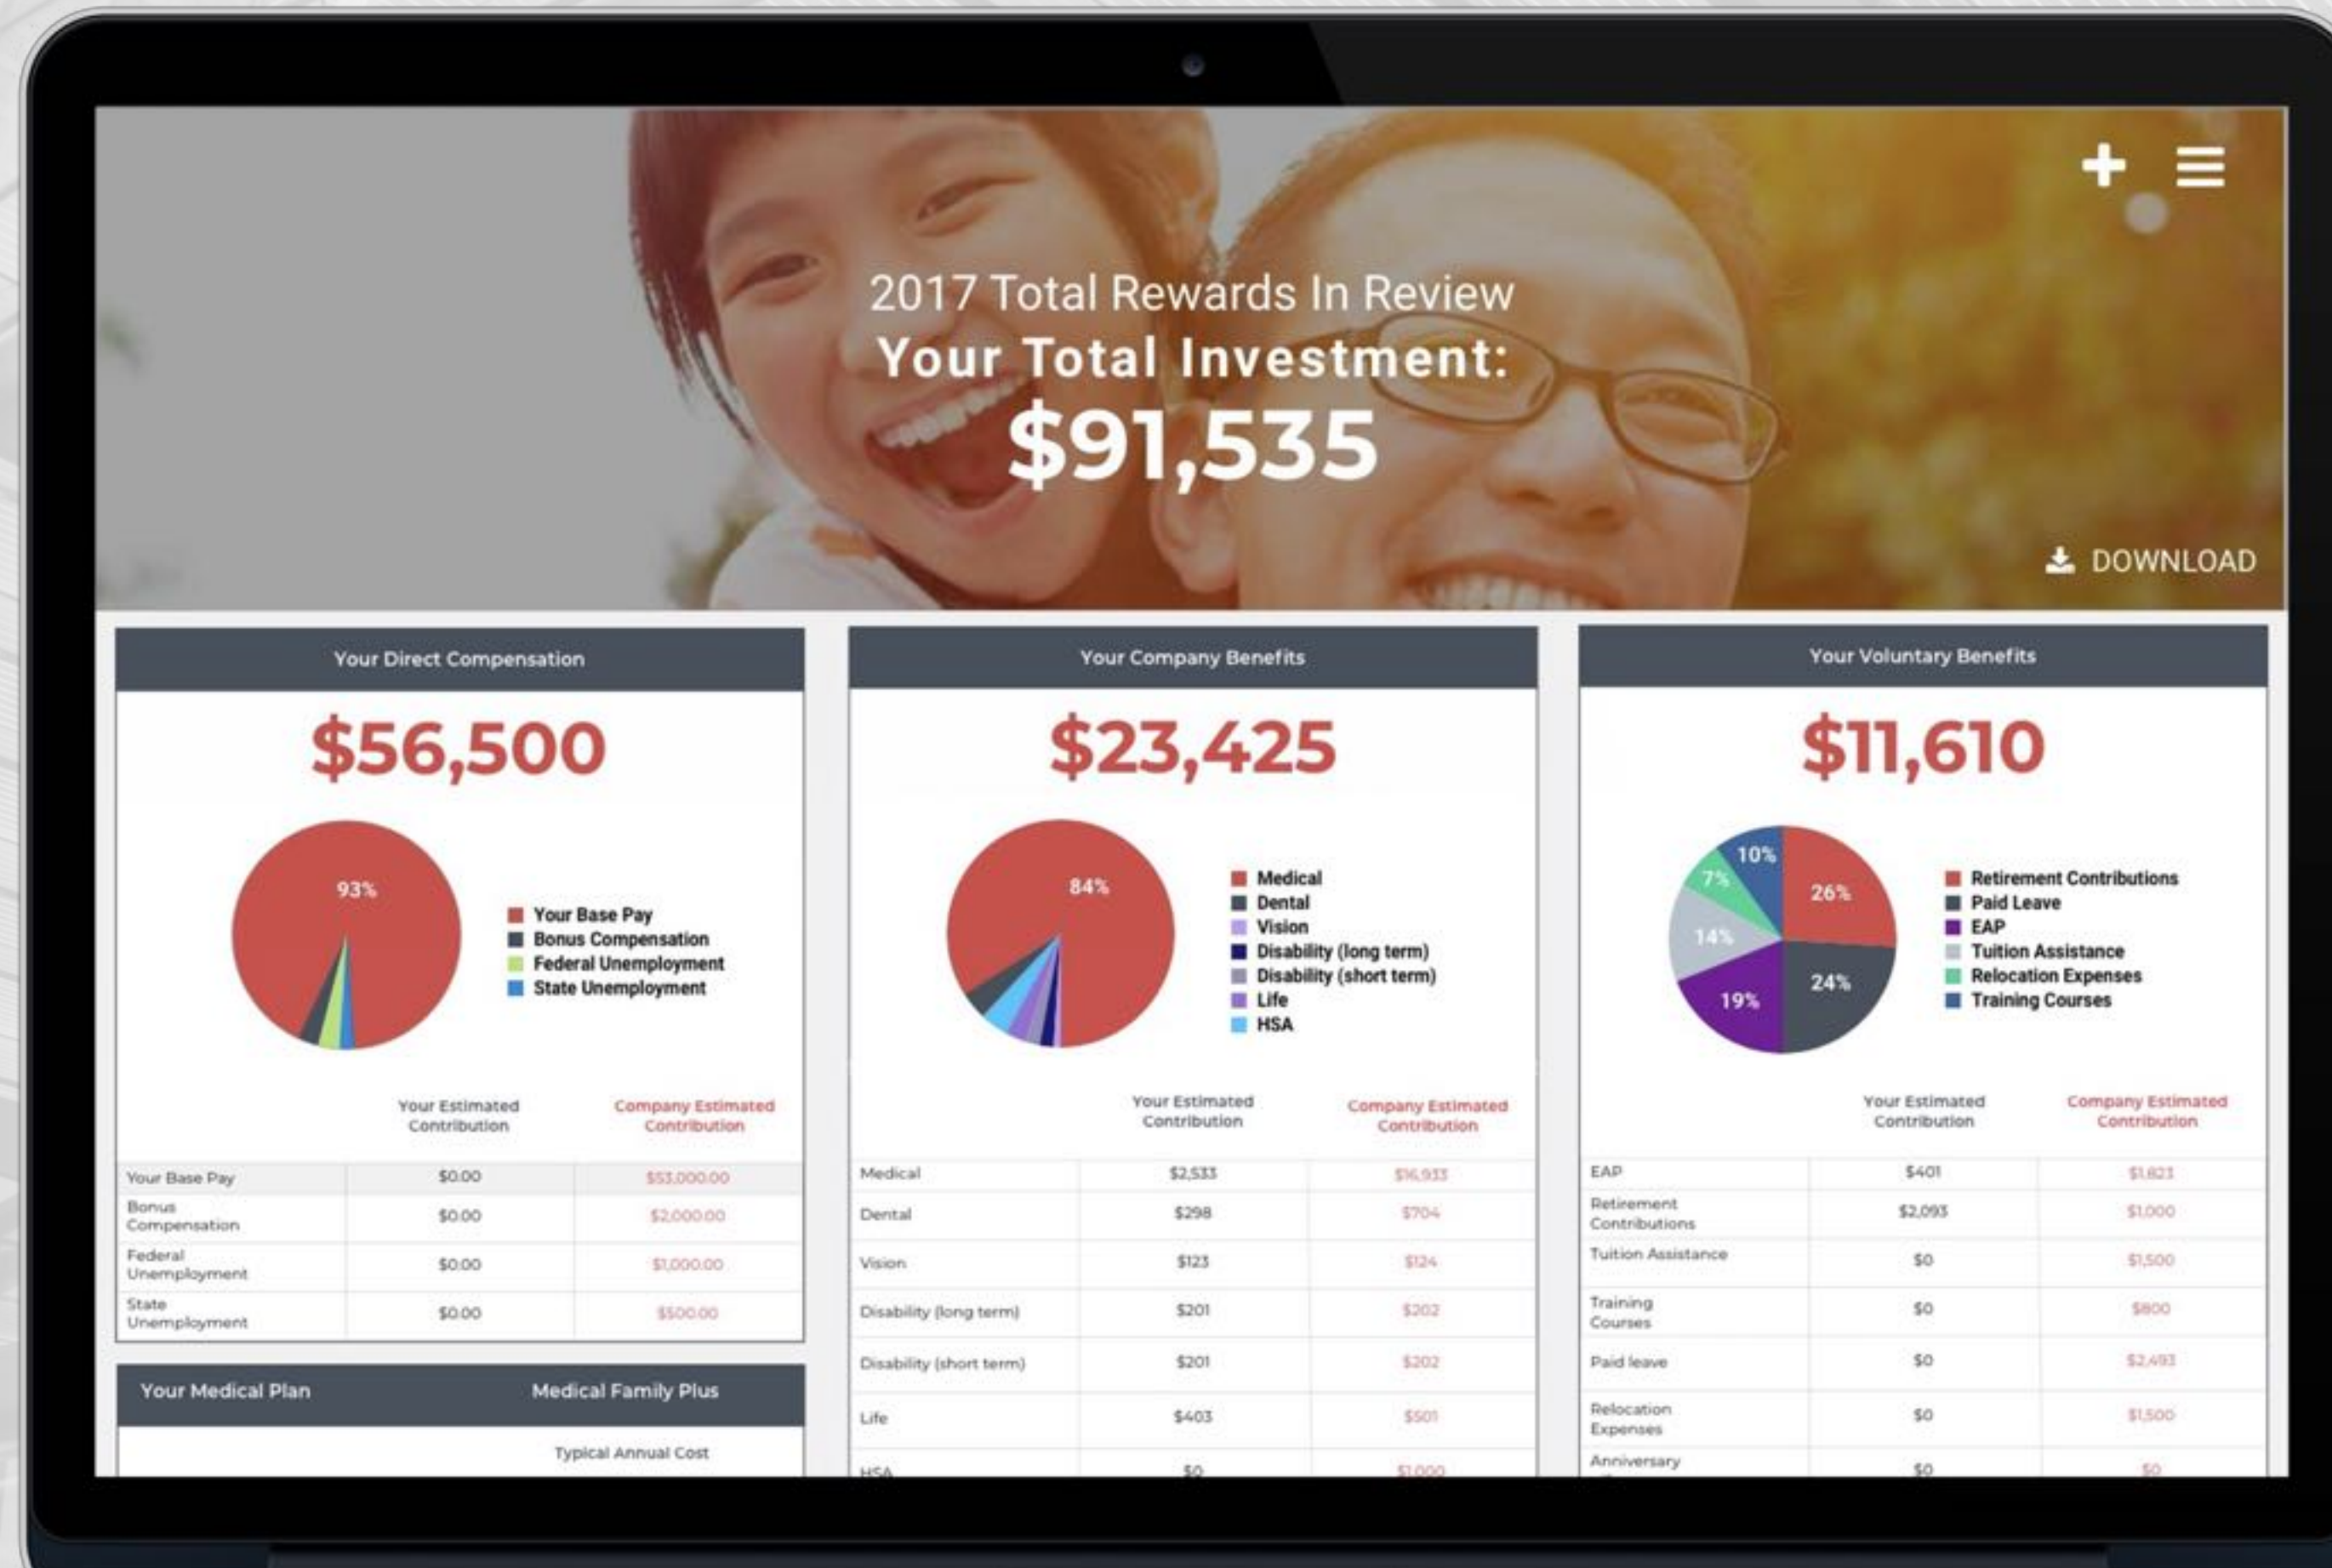 2017 Total Rewards In Review
Your Total Investment:
$91,535
DOWNLOAD
Your Direct Compensation
$56,500
93%
Your Base Pay
Bonus Compensation
Federal Unemployment
State Unemployment
Your Estimated
Contribution
Company Estimated
Contribution
Your Base Pay $0.00 $53,000.00
Bonus
Compensation $0.00 $2,000.00
Federal
Unemployment $0.00 $1,000.00
State
Unemployment $0.00 $500.00
Your Medical Plan Medical Family Plus
Typical Annual Cost
Your Company Benefits
$23,425
84%
Medical
Dental
Vision
Disability (long term)
Disability (short term)
Life
HSA
Your Estimated
Contribution
Company Estimated
Contribution
Medical $2,533 $16,933
Dental $298 $704
Vision $123 $124
Disability (long term) $201 $202
Disability (short term) $201 $202
Life $403 $501
HSA $0 $1,000
Your Voluntary Benefits
$11,610
10%
7%
26%
14%
24%
19%
Retirement Contributions
Paid Leave
EAP
Tuition Assistance
Relocation Expenses
Training Courses
Your Estimated
Contribution
Company Estimated
Contribution
EAP $401 $1,823
Retirement
Contributions $2,093 $1,000
Tuition Assistance $0 $1,500
Training
Courses $0 $800
Paid leave $0 $2,493
Relocation
Expenses $0 $1,500
Anniversary $0 $0